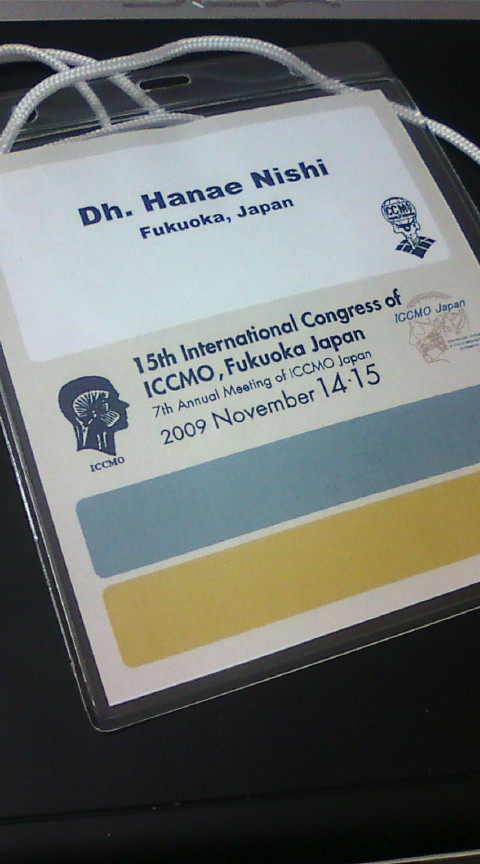 Dh. Hanae Nishi
Fukuoka, Japan
ICCMO
15th International Congress of
ICCMO, Fukuoka Japan
7th Annual Meeting of ICCMO Japan
2009 November 14·15
ICCMO Japan
ICCMO